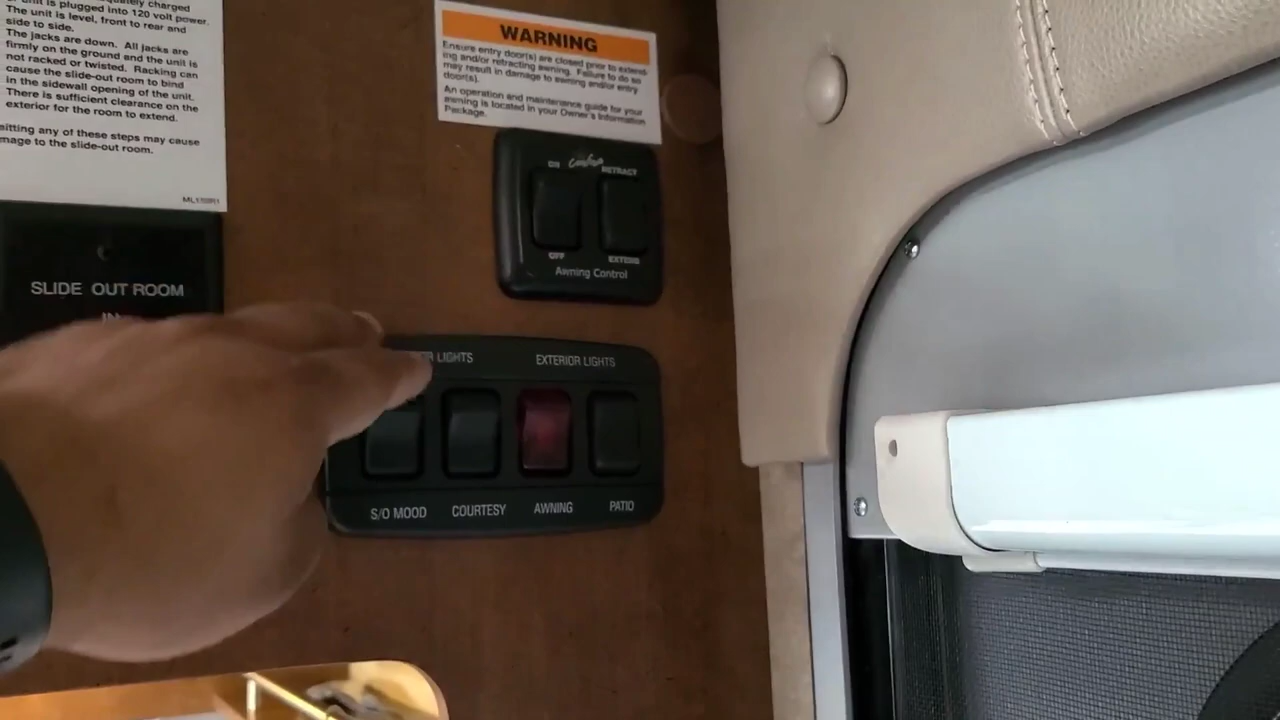 is plugged into 120 volt power.
The unit is level, front to rear and
side to side.
The jacks are down. All jacks are
firmly on the ground and the unit is
not racked or twisted. Racking can
cause the slide-out room to bind
in the sidewall opening of the unit.
There is sufficient clearance on the
exterior for the room to extend.
itting any of these steps may cause
mage to the slide-out room.
SLIDE OUT ROOM
WARNING
Ensure entry door(s) are closed prior to extend-
ing and/or retracting awning. Failure to do so
may result in damage to awning and/or entry
door(s).
An operation and maintenance guide for your
awning is located in your Owner's Information
Package.
ON RETRACT
OFF EXTEND
Awning Control
R LIGHTS EXTERIOR LIGHTS
S/O MOOD COURTESY AWNING PATIO